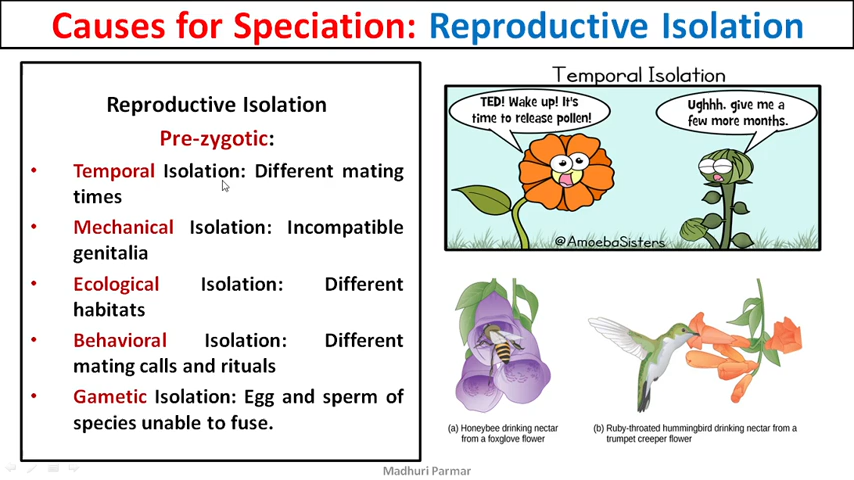 Causes for Speciation: Reproductive Isolation
Reproductive Isolation
Pre-zygotic:
• Temporal Isolation: Different mating
times
• Mechanical Isolation: Incompatible
genitalia
• Ecological Isolation: Different
habitats
• Behavioral Isolation: Different
mating calls and rituals
• Gametic Isolation: Egg and sperm of
species unable to fuse.
Temporal Isolation
TED! Wake up! It's
time to release pollen!
Ughhh. give me a
few more months.
@AmoebaSisters
(a) Honeybee drinking nectar
from a foxglove flower
(b) Ruby-throated hummingbird drinking nectar from a
trumpet creeper flower
Madhuri Parmar